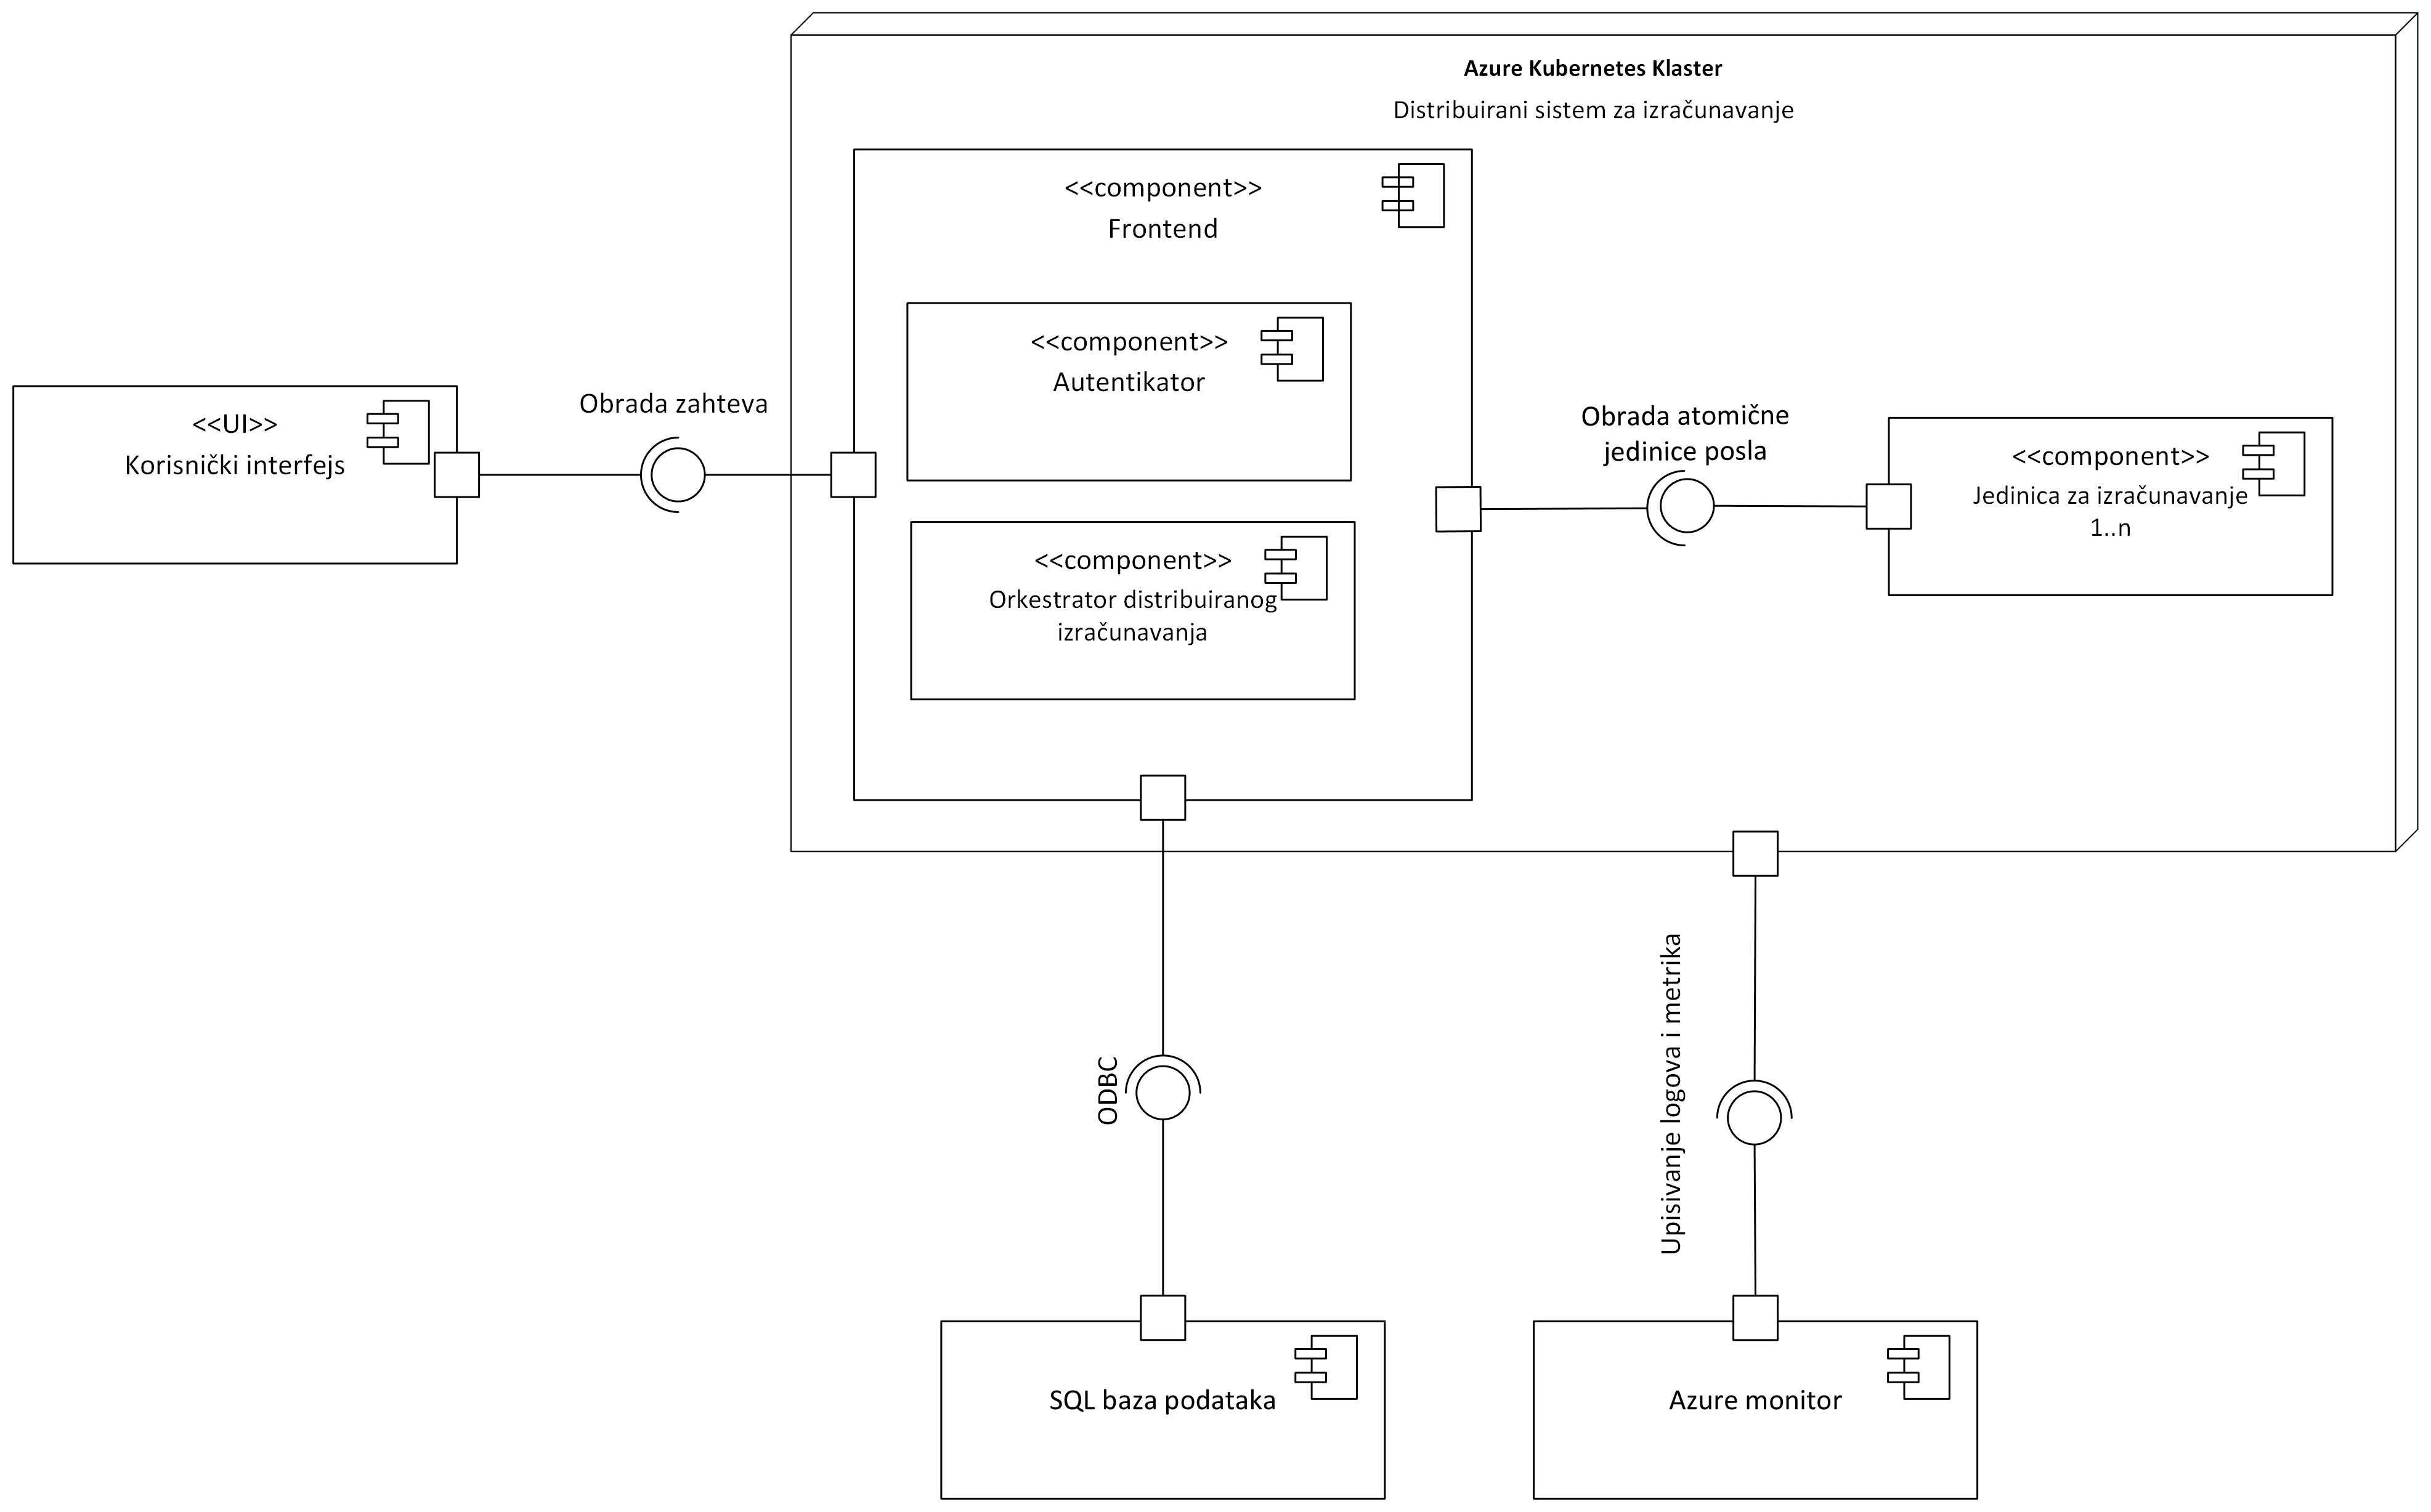 Azure Kubernetes Klaster
Distribuirani sistem za izračunavanje
<<component>>
Frontend
<<component>>
Autentikator
<<UI>>
Korisnički interfejs
Obrada zahteva
Obrada atomične
jedinice posla
<<component>>
Jedinica za izračunavanje
1..n
<<component>>
Orkestrator distribuiranog
izračunavanja
ODBC
Upisivanje logova i metrika
SQL baza podataka
Azure monitor